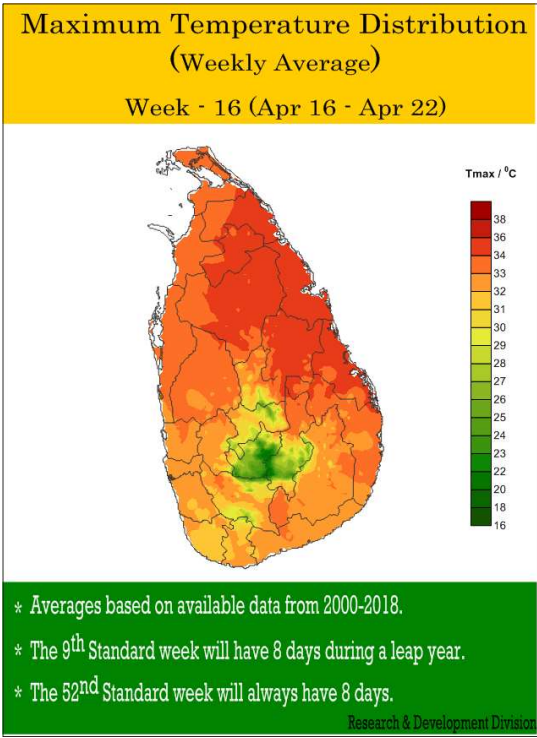 Maximum Temperature Distribution
(Weekly Average)
Week - 16 (Apr 16 - Apr 22)
Tmax / ⁰C
38
36
34
33
32
31
30
29
28
27
26
25
24
22
20
18
16
* Averages based on available data from 2000-2018.
* The 9th Standard week will have 8 days during a leap year.
* The 52nd Standard week will always have 8 days.
Research & Development Division